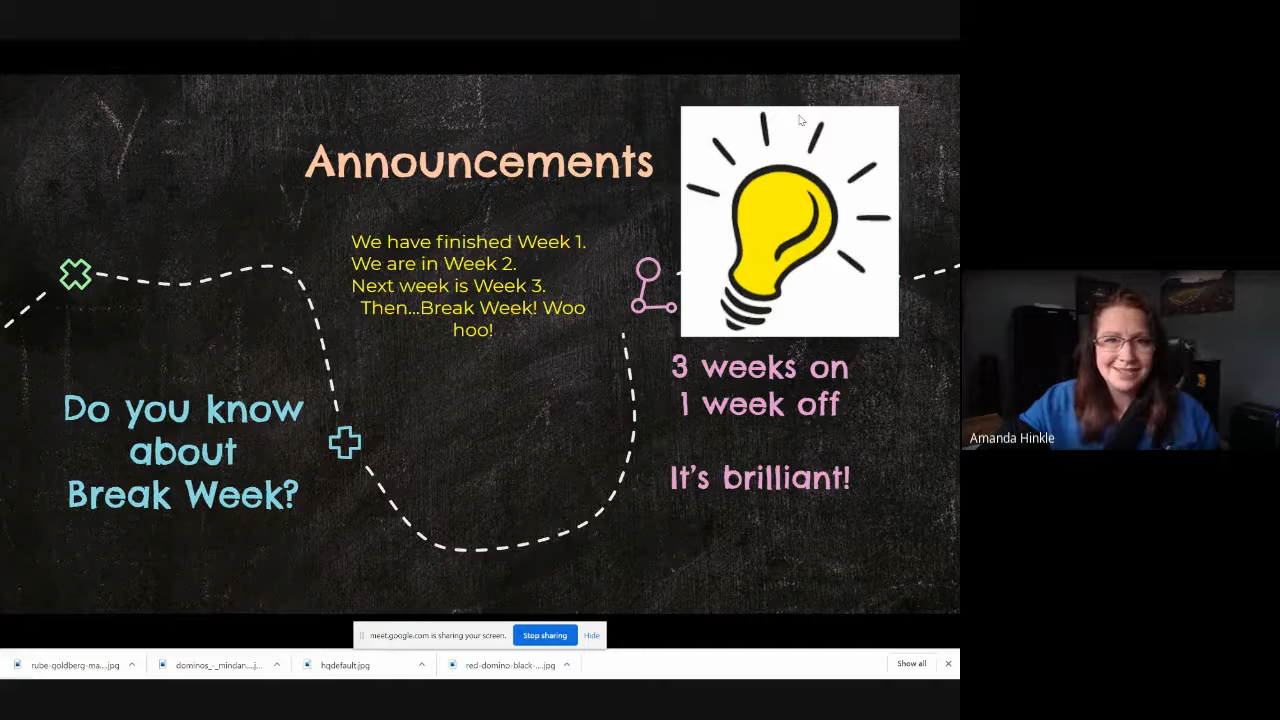 Announcements
We have finished Week 1.
We are in Week 2.
Next week is Week 3.
Then...Break Week! Woo
hoo!
3 weeks on
1 week off
It's brilliant!
Do you know
about
Break Week?
Amanda Hinkle
meet.google.com is sharing your screen.
Stop sharing
Hide
rube-goldberg-ma....jpg
dominos_-_mindan....j...
hqdefault.jpg
red-domino-black-....jpg
Show all